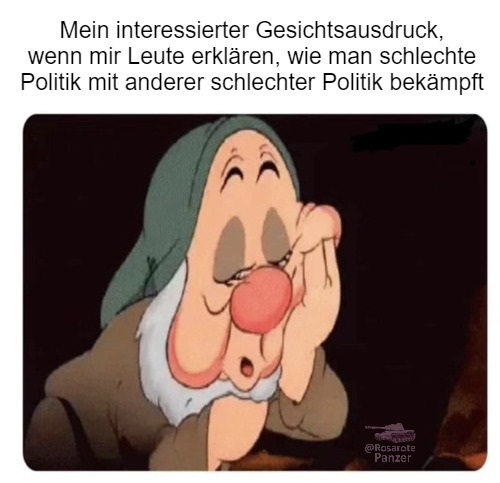 Mein interessierter Gesichtsausdruck,
wenn mir Leute erklären, wie man schlechte
Politik mit anderer schlechter Politik bekämpft
@Rosarote
Panzer